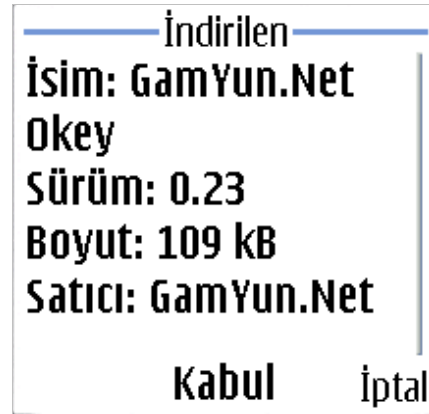 İndirilen
İsim: GamYun.Net
Okey
Sürüm: 0.23
Boyut: 109 kB
Satıcı: GamYun.Net
Kabul
İptal